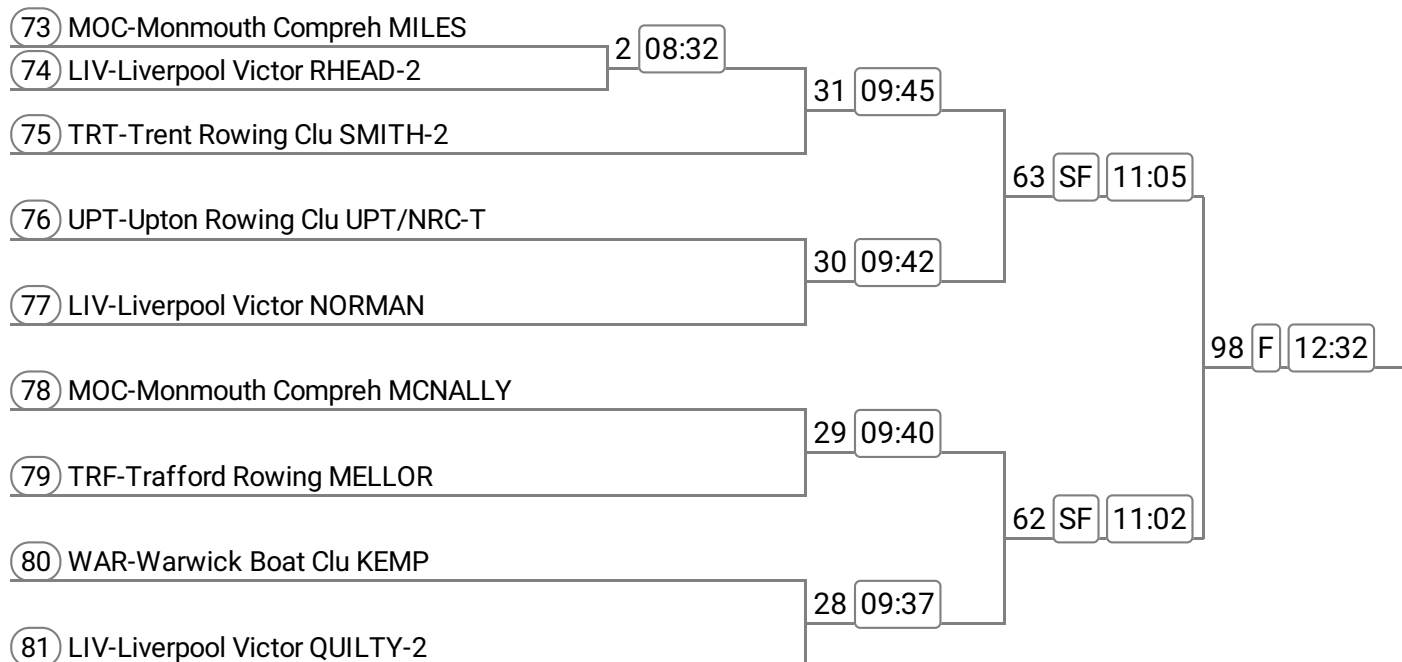 73 MOC-Monmouth Compreh MILES
2 08:32
74 LIV-Liverpool Victor RHEAD-2
31 09:45
75 TRT-Trent Rowing Clu SMITH-2
63 SF 11:05
76 UPT-Upton Rowing Clu UPT/NRC-T
30 09:42
77 LIV-Liverpool Victor NORMAN
98 F 12:32
78 MOC-Monmouth Compreh MCNALLY
29 09:40
79 TRF-Trafford Rowing MELLOR
62 SF 11:02
80 WAR-Warwick Boat Clu KEMP
28 09:37
81 LIV-Liverpool Victor QUILTY-2